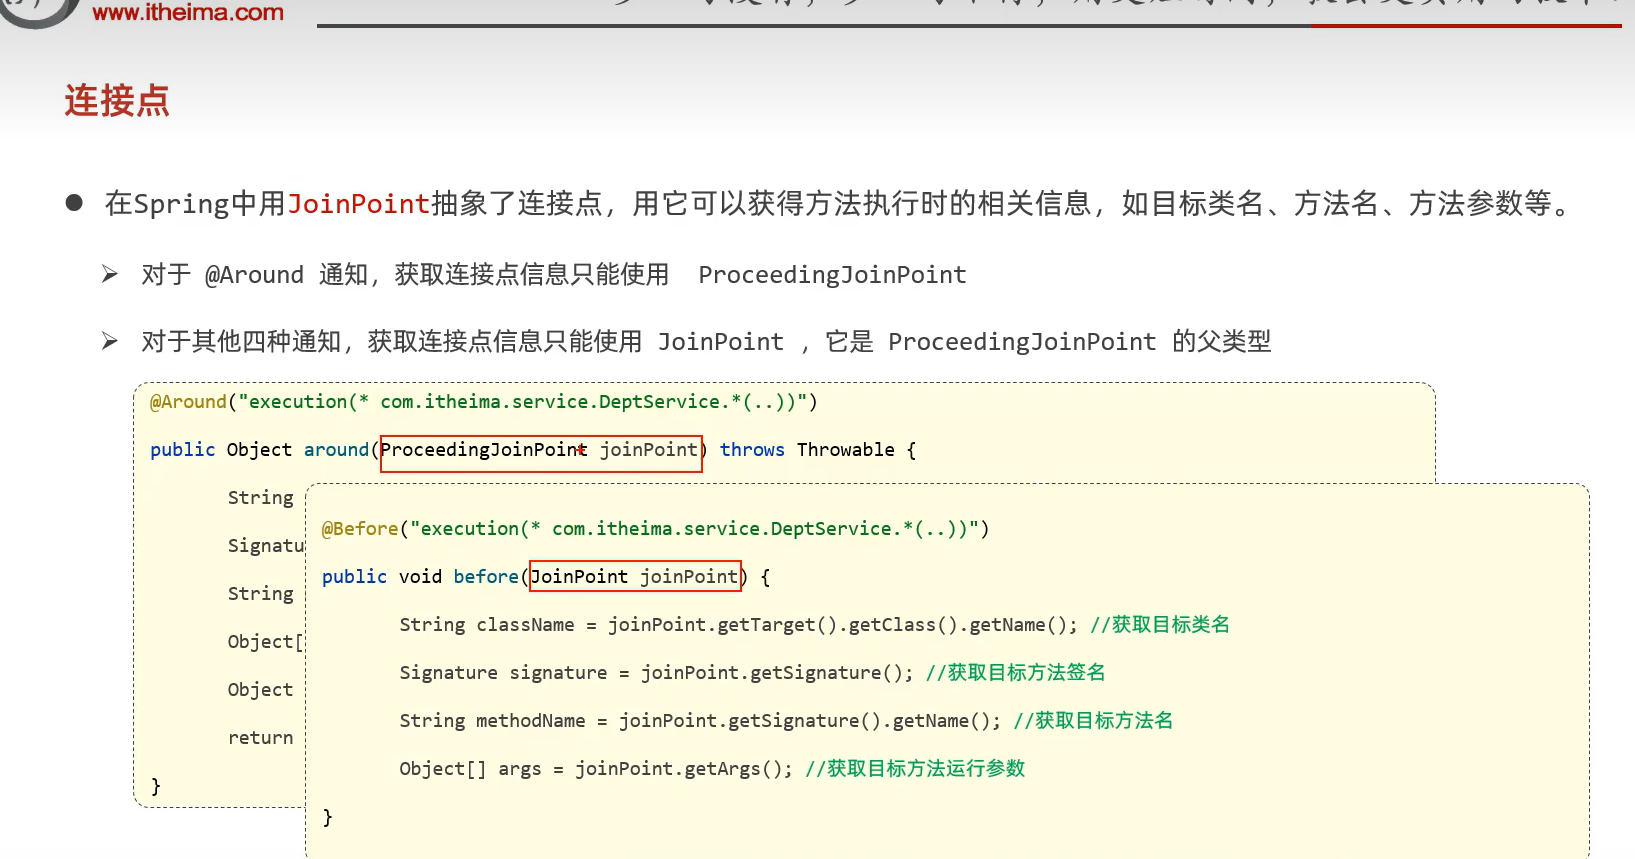 www.itheima.com
连接点
● 在Spring中用JoinPoint抽象了连接点，用它可以获得方法执行时的相关信息，如目标类名、方法名、方法参数等。
➢ 对于 @Around 通知，获取连接点信息只能使用 ProceedingJoinPoint
➢ 对于其他四种通知，获取连接点信息只能使用 JoinPoint ，它是 ProceedingJoinPoint 的父类型
@Around("execution(* com.itheima.service.DeptService.*(..))")
public Object around(ProceedingJoinPoint joinPoint) throws Throwable {
String
Signatu
String
Object[
Object
return
}
@Before("execution(* com.itheima.service.DeptService.*(..))")
public void before(JoinPoint joinPoint) {
String className = joinPoint.getTarget().getClass().getName(); //获取目标类名
Signature signature = joinPoint.getSignature(); //获取目标方法签名
String methodName = joinPoint.getSignature().getName(); //获取目标方法名
Object[] args = joinPoint.getArgs(); //获取目标方法运行参数
}